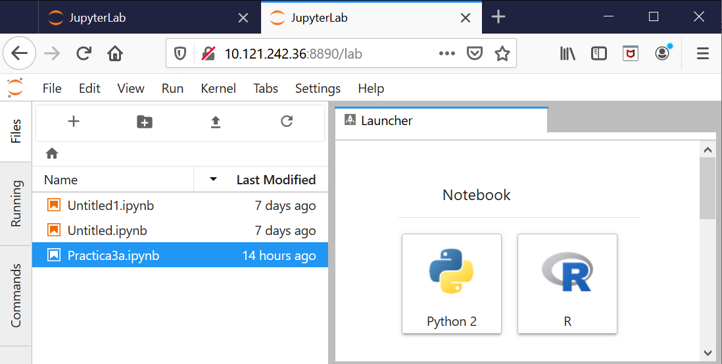 JupyterLab
JupyterLab
10.121.242.36:8890/lab
File Edit View Run Kernel Tabs Settings Help
Files
Running
Commands
Name Last Modified
Untitled1.ipynb 7 days ago
Untitled.ipynb 7 days ago
Practica3a.ipynb 14 hours ago
Launcher
Notebook
Python 2
R